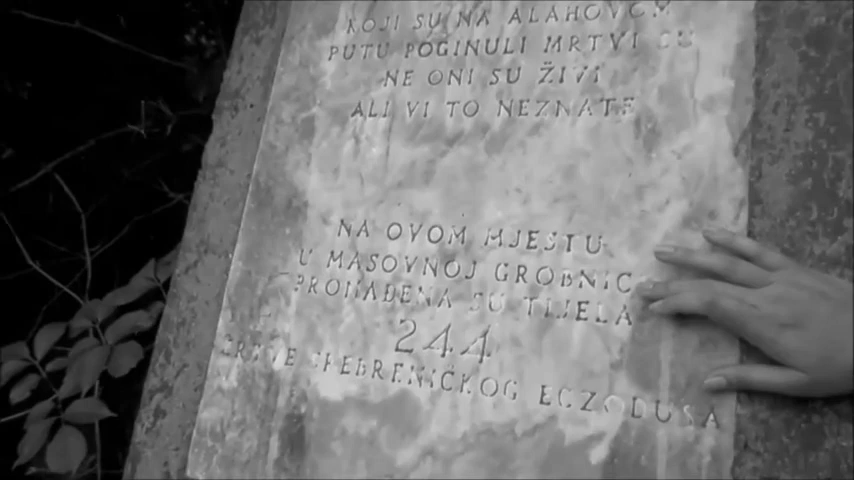 KOJI SU NA ALAHOVOM
PUTU POGINULI MRTVI SU
NE ONI SU ŽIVI
ALI VI TO NEZNATE
NA OVOM MJESTU
U MASOVNOJ GROBNICI
PRONAĐENA SU TIJELA
244
ŽRTVE SREBRENIČKOG EGZODUSA